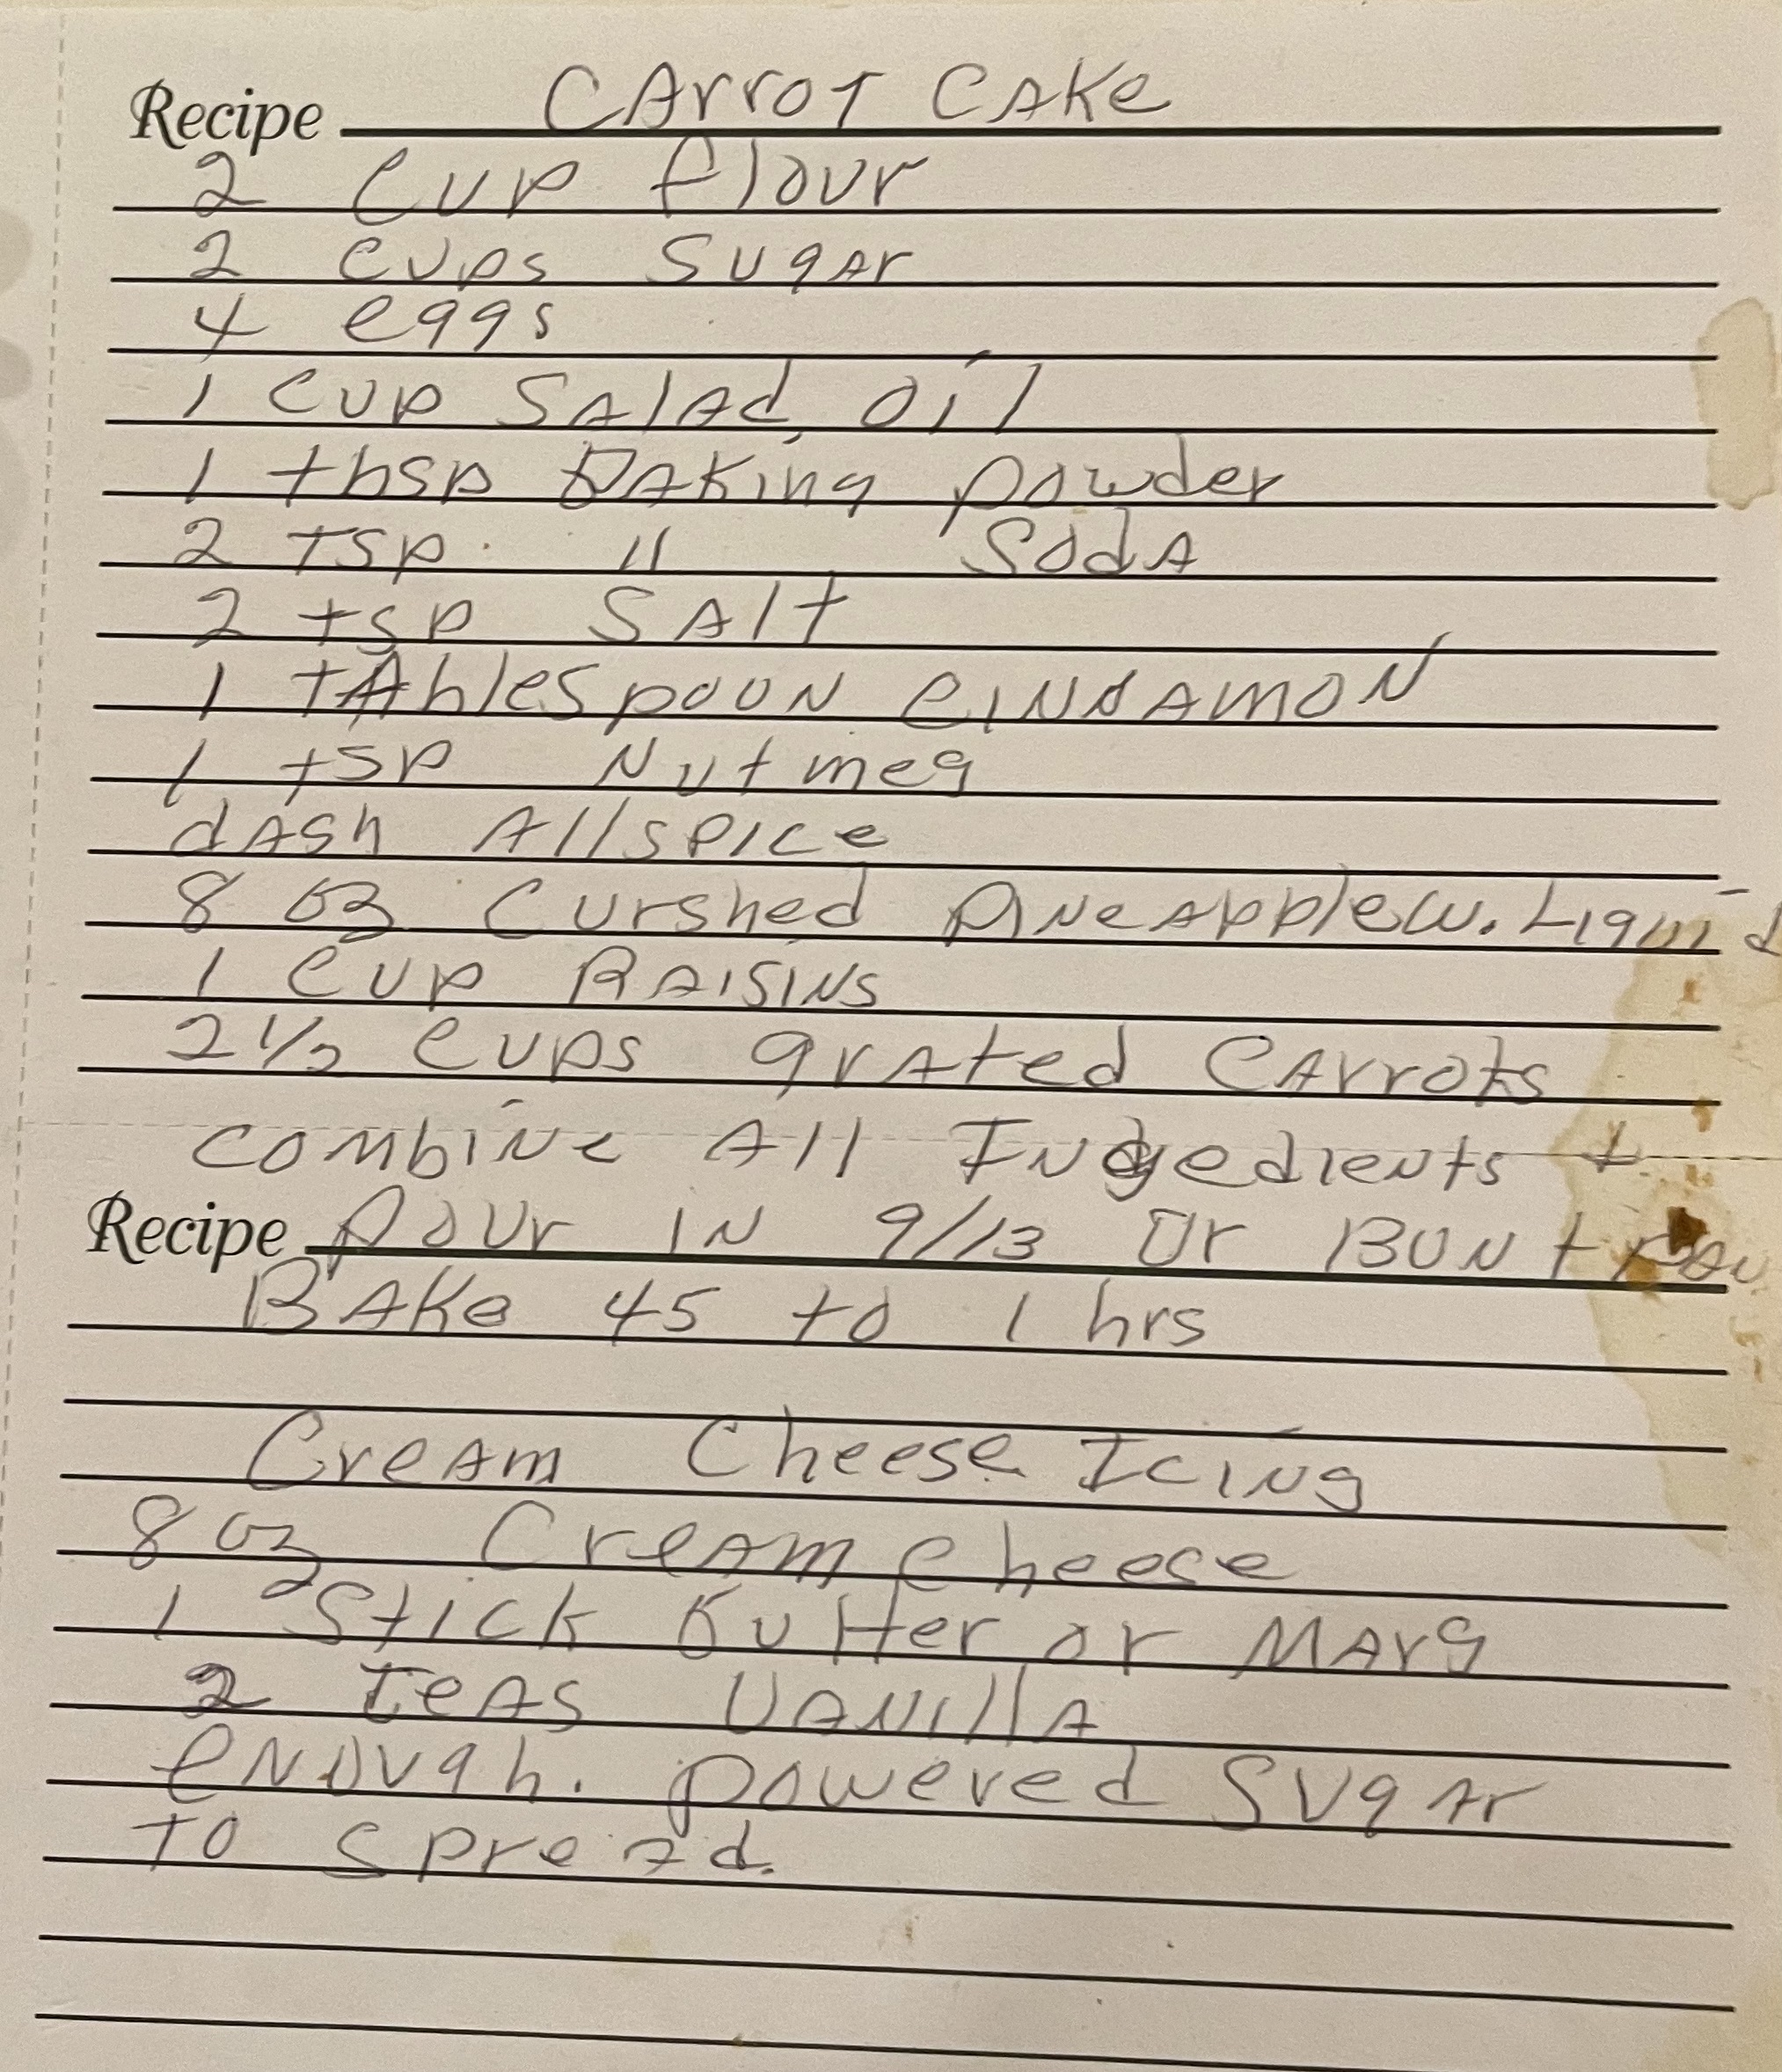 Recipe Carrot Cake
2 Cup flour
2 Cups Sugar
4 eggs
1 Cup Salad oil
1 tbsp Baking powder
2 tsp " Soda
2 tsp Salt
1 tablespoon Cinnamon
1 tsp Nutmeg
dash Allspice
8 oz Curshed Pineapple w. Liquid
1 Cup Raisins
2 1/2 Cups grated Carrots
Combine All Ingredients +
Recipe Pour IN 9/13 Or BUNt pan
Bake 45 to 1 hrs
Cream Cheese Icing
8 oz Cream Cheese
1 Stick Butter or Marg
2 Teas Vanilla
enough. powered Sugar
To Spread.